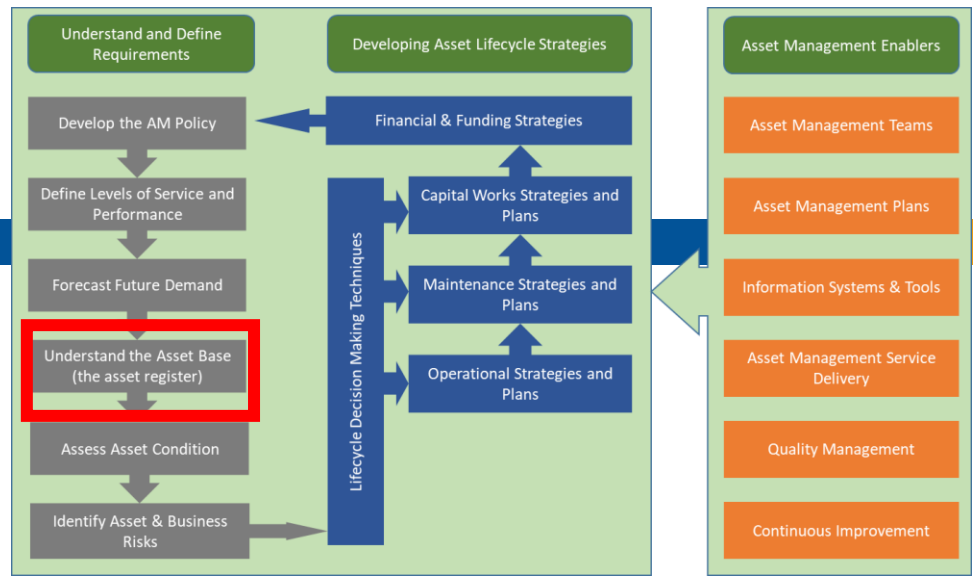 Understand and Define
Requirements
Developing Asset Lifecycle Strategies
Asset Management Enablers
Develop the AM Policy
Define Levels of Service and
Performance
Forecast Future Demand
Understand the Asset Base
(the asset register)
Assess Asset Condition
Identify Asset & Business
Risks
Lifecycle Decision Making Techniques
Financial & Funding Strategies
Capital Works Strategies and
Plans
Maintenance Strategies and
Plans
Operational Strategies and
Plans
Asset Management Teams
Asset Management Plans
Information Systems & Tools
Asset Management Service
Delivery
Quality Management
Continuous Improvement